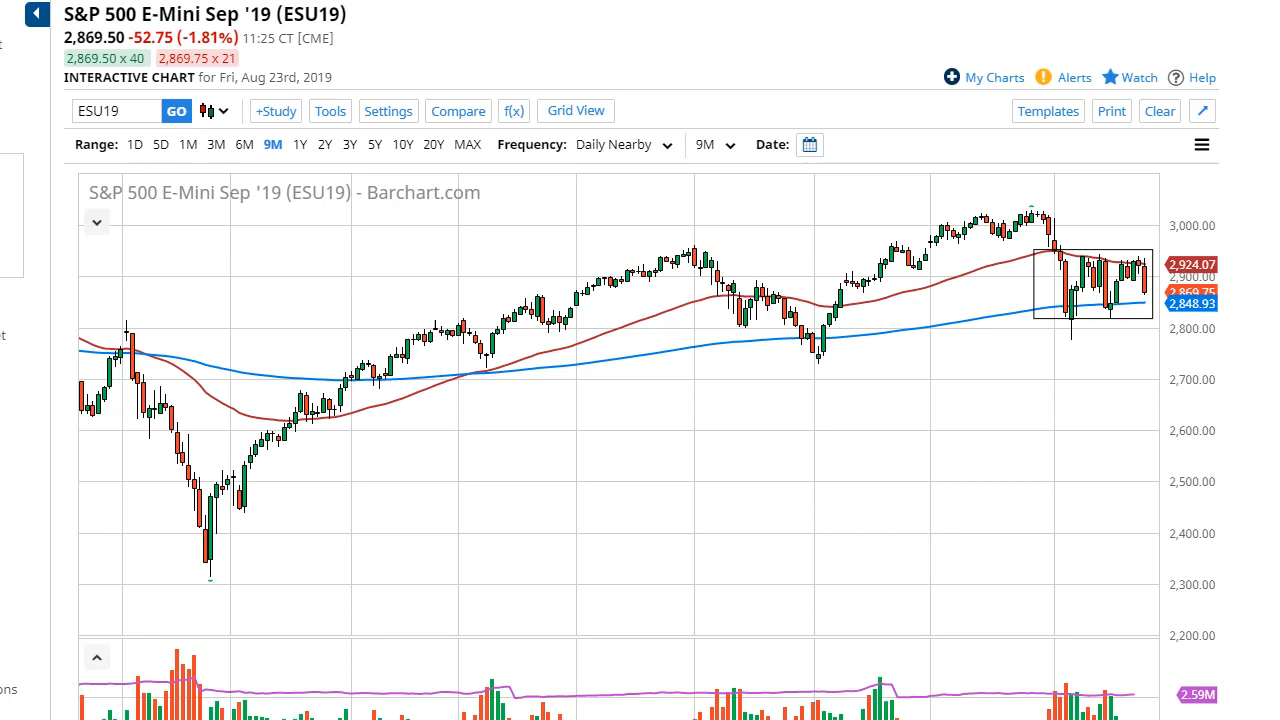 S&P 500 E-Mini Sep '19 (ESU19)
2,869.50 -52.75 (-1.81%) 11:25 CT [CME]
2,869.50 x 40 2,869.75 x 21
INTERACTIVE CHART for Fri, Aug 23rd, 2019
My Charts Alerts Watch Help
ESU19 GO +Study Tools Settings Compare f(x) Grid View Templates Print Clear
Range: 1D 5D 1M 3M 6M 9M 1Y 2Y 3Y 5Y 10Y 20Y MAX Frequency: Daily Nearby 9M Date:
S&P 500 E-Mini Sep '19 (ESU19) - Barchart.com
3,000.00
2,924.07
2,900.00
2,869.75
2,848.93
2,800.00
2,700.00
2,600.00
2,500.00
2,400.00
2,300.00
2,200.00
2.59M
t
et
ons